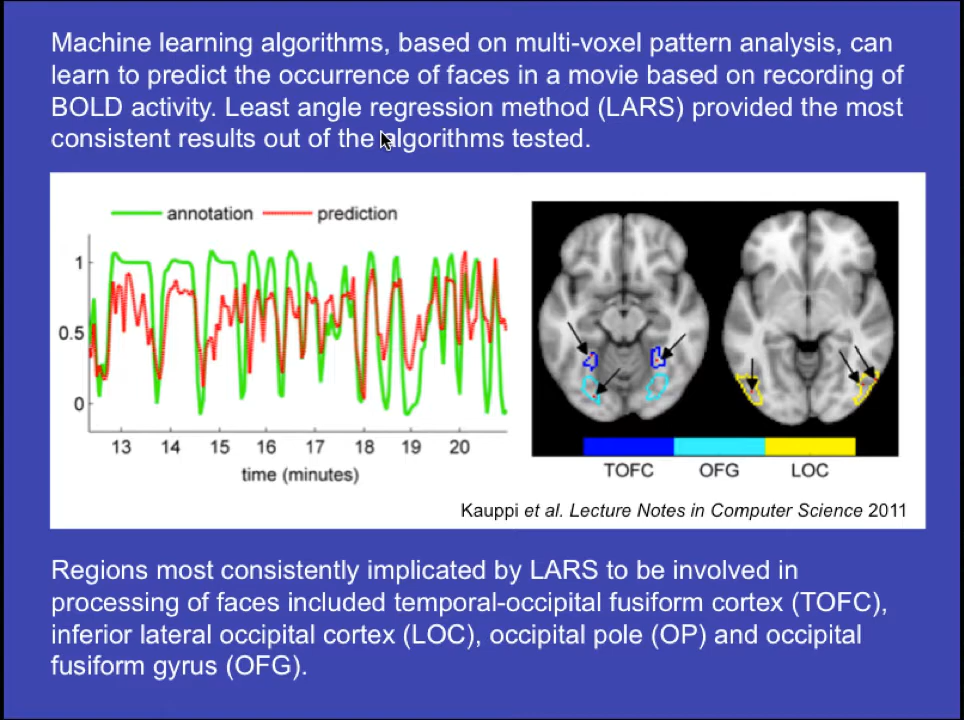 Machine learning algorithms, based on multi-voxel pattern analysis, can
learn to predict the occurrence of faces in a movie based on recording of
BOLD activity. Least angle regression method (LARS) provided the most
consistent results out of the algorithms tested.
annotation prediction
1
0.5
0
13 14 15 16 17 18 19 20
time (minutes)
TOFC OFG LOC
Kauppi et al. Lecture Notes in Computer Science 2011
Regions most consistently implicated by LARS to be involved in
processing of faces included temporal-occipital fusiform cortex (TOFC),
inferior lateral occipital cortex (LOC), occipital pole (OP) and occipital
fusiform gyrus (OFG).